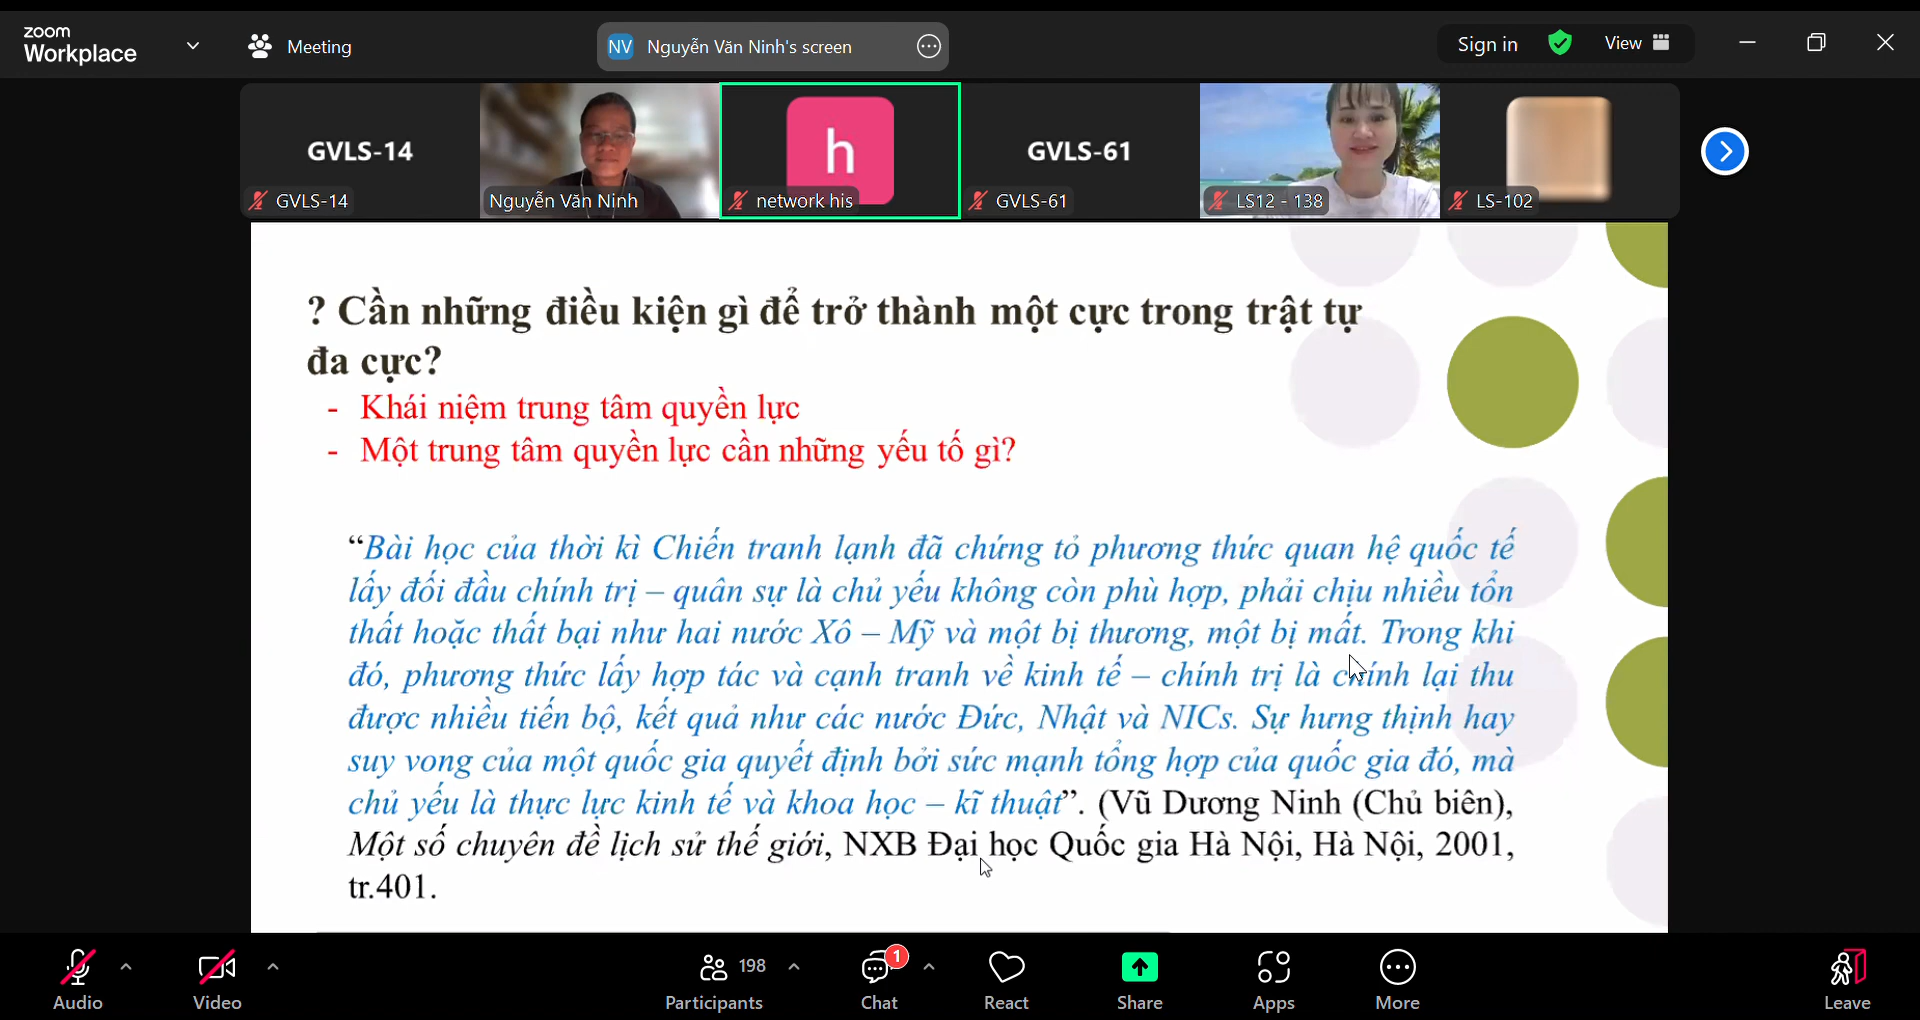 zoom
Workplace
Meeting
NV Nguyễn Văn Ninh's screen
Sign in
View
GVLS-14
GVLS-14
Nguyễn Văn Ninh
h
network his
GVLS-61
GVLS-61
LS12 - 138
LS-102
? Cần những điều kiện gì để trở thành một cực trong trật tự
đa cực?
- Khái niệm trung tâm quyền lực
- Một trung tâm quyền lực cần những yếu tố gì?
“Bài học của thời kì Chiến tranh lạnh đã chứng tỏ phương thức quan hệ quốc tế
lấy đối đầu chính trị – quân sự là chủ yếu không còn phù hợp, phải chịu nhiều tổn
thất hoặc thất bại như hai nước Xô – Mỹ và một bị thương, một bị mất. Trong khi
đó, phương thức lấy hợp tác và cạnh tranh về kinh tế – chính trị là chính lại thu
được nhiều tiến bộ, kết quả như các nước Đức, Nhật và NICs. Sự hưng thịnh hay
suy vong của một quốc gia quyết định bởi sức mạnh tổng hợp của quốc gia đó, mà
chủ yếu là thực lực kinh tế và khoa học – kĩ thuật”. (Vũ Dương Ninh (Chủ biên),
Một số chuyên đề lịch sử thế giới, NXB Đại học Quốc gia Hà Nội, Hà Nội, 2001,
tr.401.
Audio
Video
198
Participants
1
Chat
React
Share
Apps
More
Leave